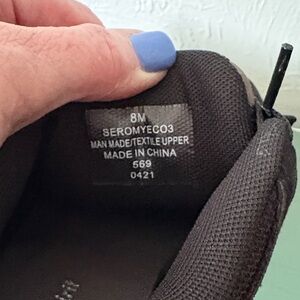 8M
SEROMYECO3
MAN MADE/TEXTILE UPPER
MADE IN CHINA
569
0421